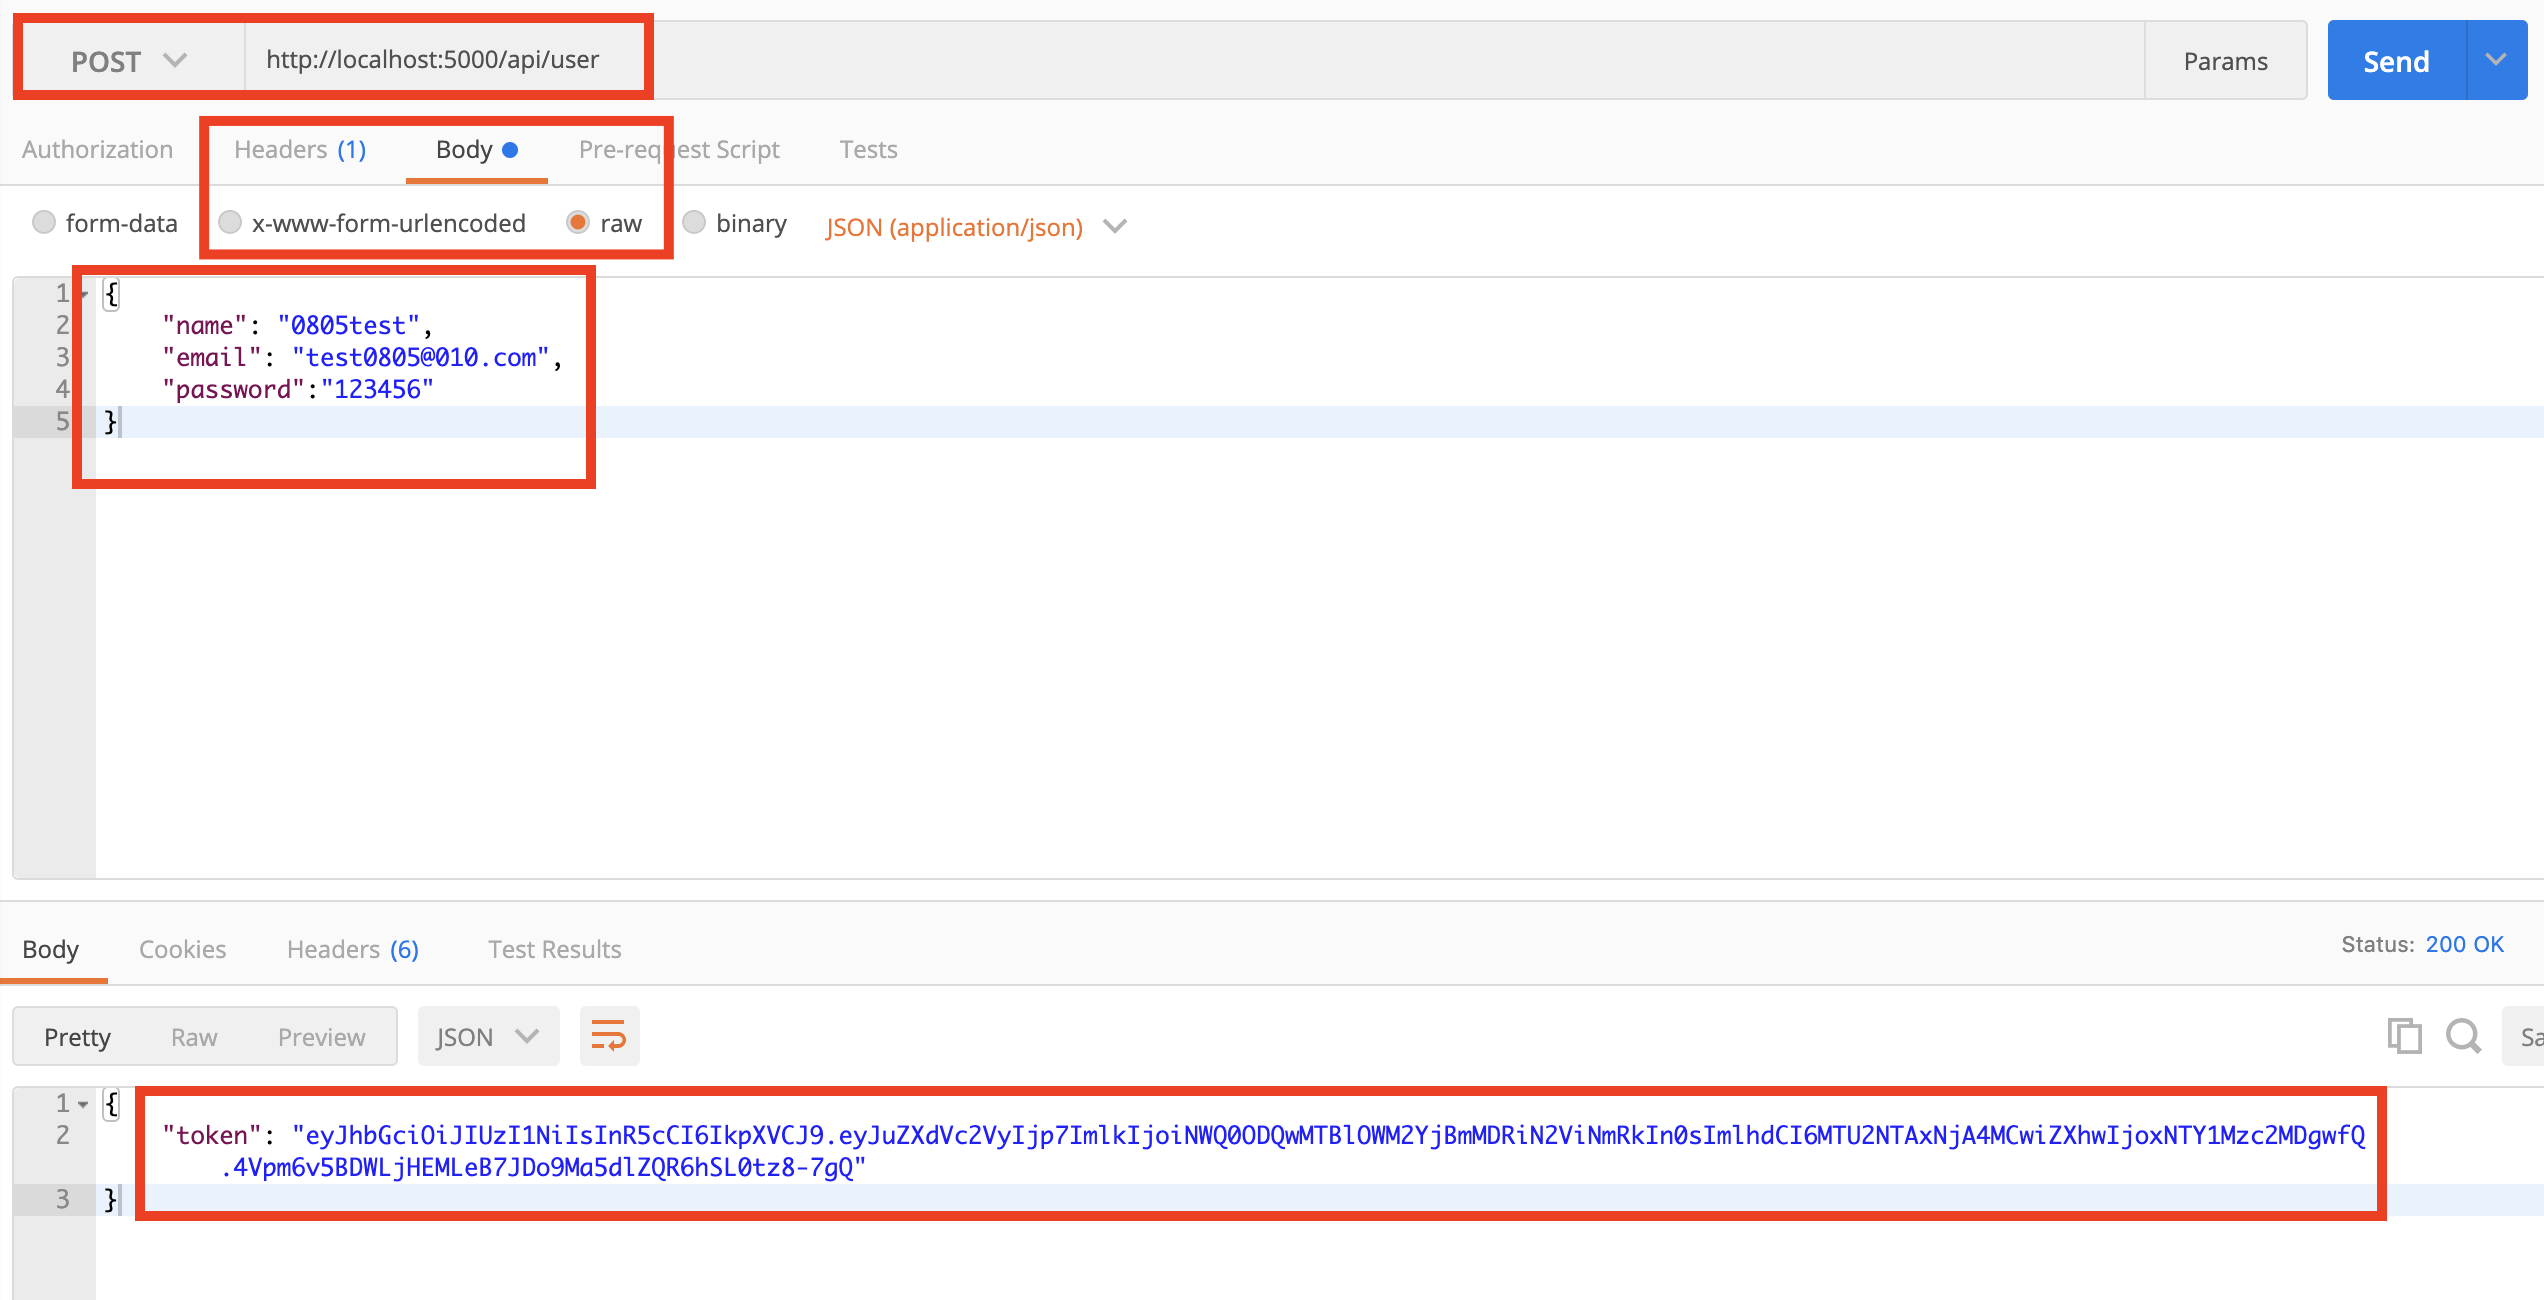 POST http://localhost:5000/api/user Params Send
Authorization Headers (1) Body Pre-request Script Tests
form-data x-www-form-urlencoded raw binary JSON (application/json)
1 {
2 "name": "0805test",
3 "email": "test0805@010.com",
4 "password":"123456"
5 }
Body Cookies Headers (6) Test Results Status: 200 OK
Pretty Raw Preview JSON Sa
1 {
2 "token": "eyJhbGciOiJIUzI1NiIsInR5cCI6IkpXVCJ9.eyJuZXdVc2VyIjp7ImlkIjoiNWQ0ODQwMTBlOWM2YjBmMDRiN2ViNmRkIn0sImlhdCI6MTU2NTAxNjA4MCwiZXhwIjoxNTY1Mzc2MDgwfQ
.4Vpm6v5BDWLjHEMLeB7JDo9Ma5dlZQR6hSL0tz8-7gQ"
3 }